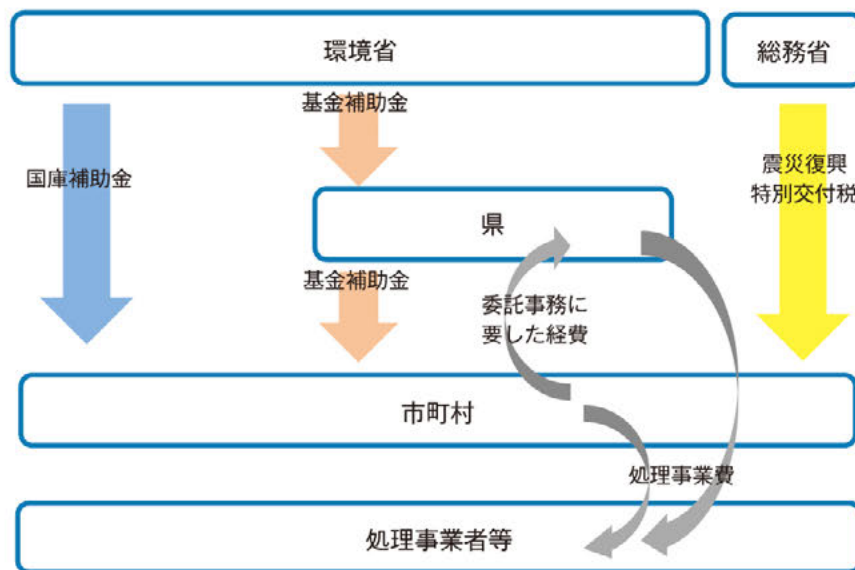 環境省
総務省
基金補助金
国庫補助金
震災復興
特別交付税
県
基金補助金
委託事務に
要した経費
市町村
処理事業費
処理事業者等